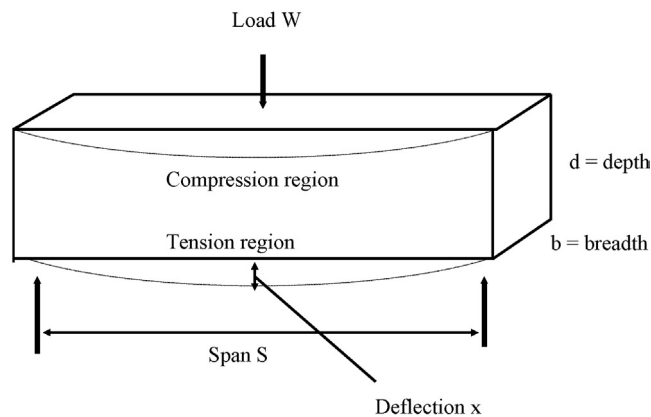 Load W
d = depth
Compression region
Tension region
b = breadth
Span S
Deflection x